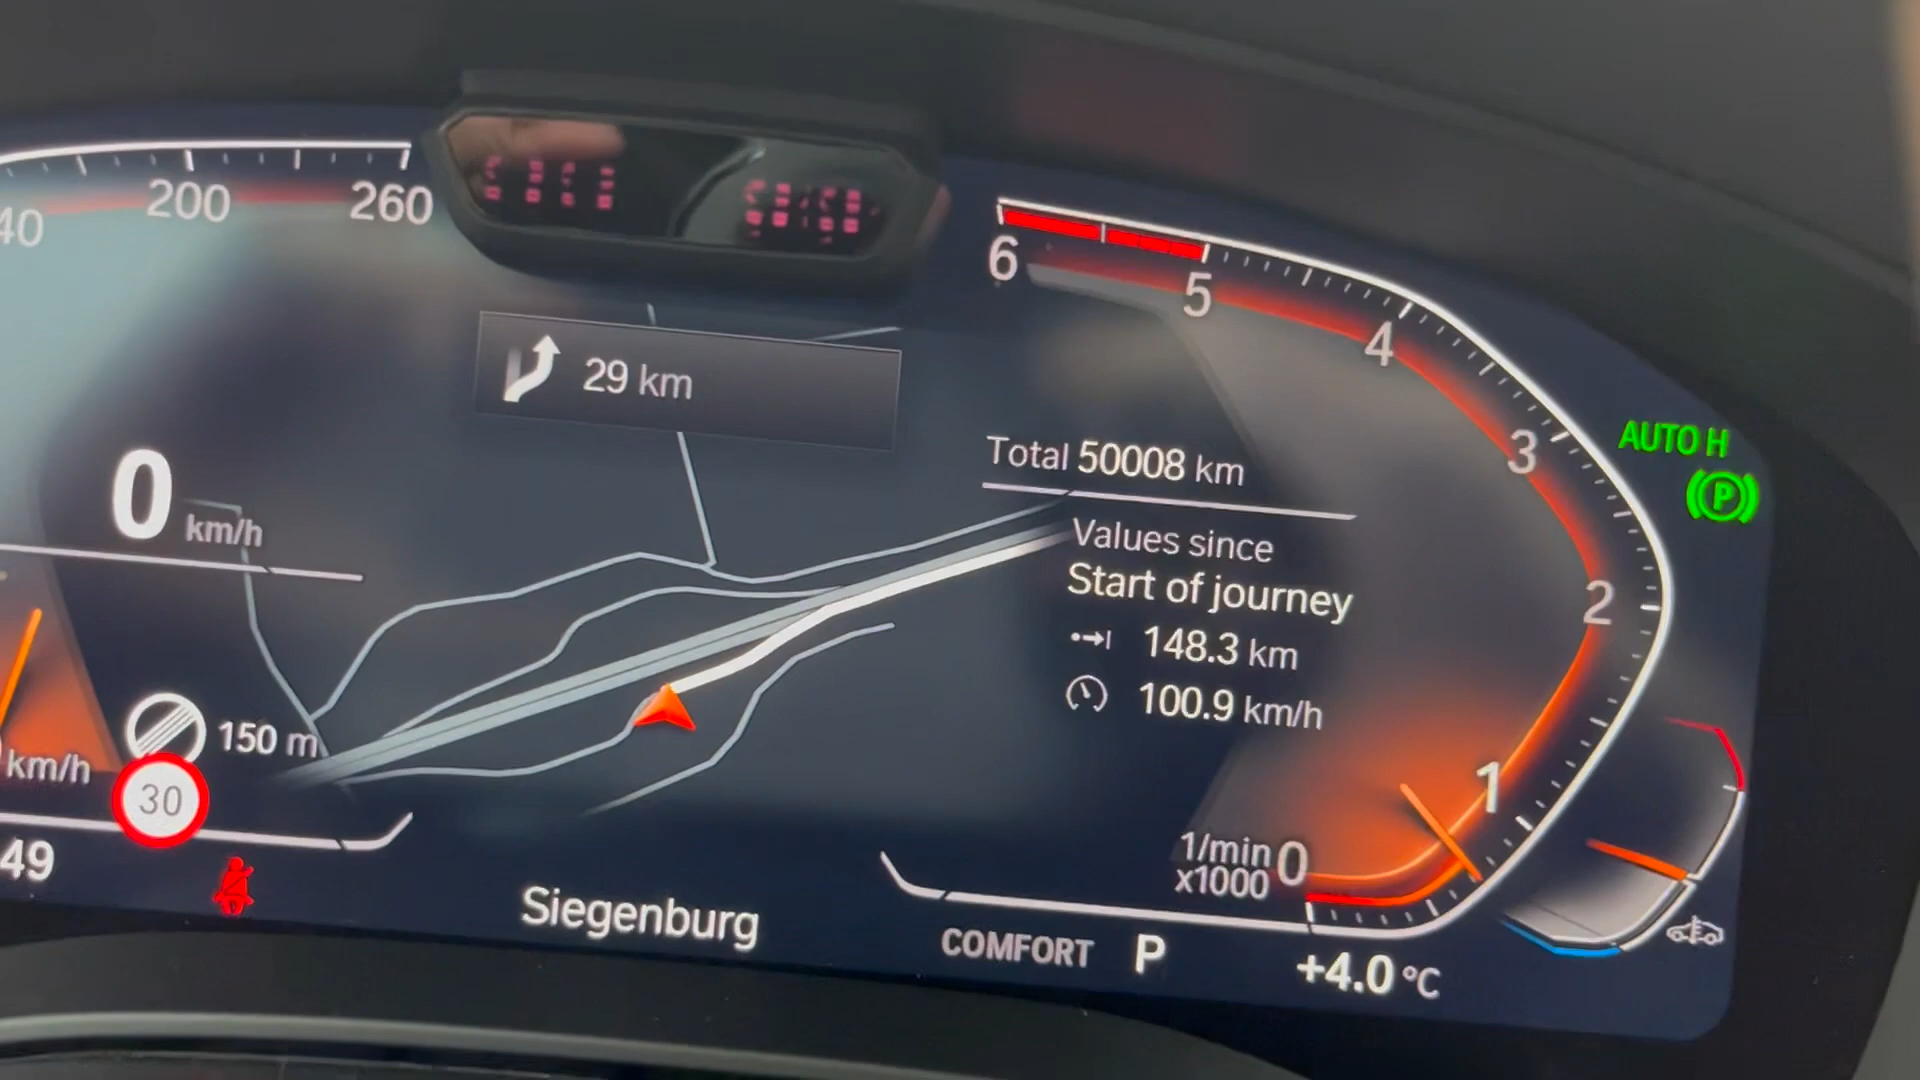 40
200
260
6
5
4
3
2
1
0
1/min
x1000
29 km
AUTO H
P
Total 50008 km
Values since
Start of journey
148.3 km
100.9 km/h
0 km/h
150 m
km/h
30
49
Siegenburg
COMFORT P
+4.0 °C